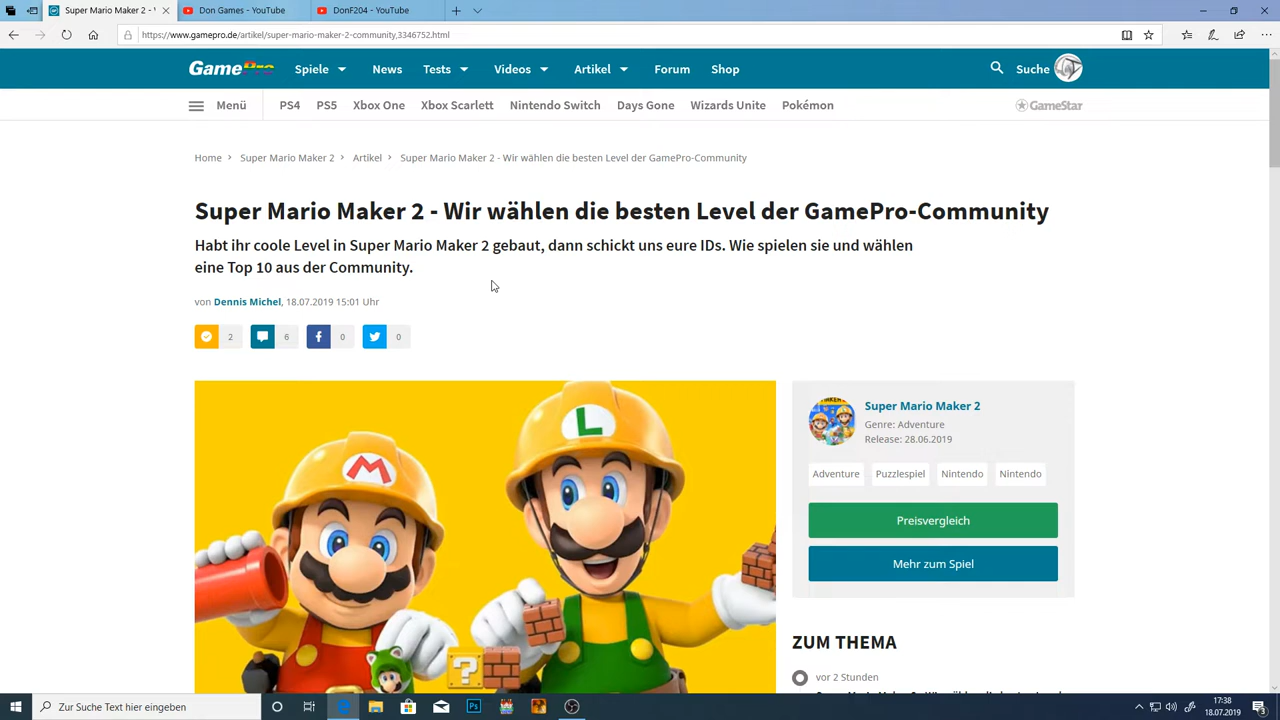 Super Mario Maker 2 - W
Don Games - YouTube
DonF204 - YouTube
https://www.gamepro.de/artikel/super-mario-maker-2-community,3346752.html
GamePro
Spiele
News
Tests
Videos
Artikel
Forum
Shop
Suche
Menü
PS4
PS5
Xbox One
Xbox Scarlett
Nintendo Switch
Days Gone
Wizards Unite
Pokémon
GameStar
Home > Super Mario Maker 2 > Artikel > Super Mario Maker 2 - Wir wählen die besten Level der GamePro-Community
Super Mario Maker 2 - Wir wählen die besten Level der GamePro-Community
Habt ihr coole Level in Super Mario Maker 2 gebaut, dann schickt uns eure IDs. Wie spielen sie und wählen
eine Top 10 aus der Community.
von Dennis Michel, 18.07.2019 15:01 Uhr
2
6
0
0
M
L
?
Super Mario Maker 2
Genre: Adventure
Release: 28.06.2019
Adventure
Puzzlespiel
Nintendo
Nintendo
Preisvergleich
Mehr zum Spiel
ZUM THEMA
vor 2 Stunden
Zur Suche Text hier eingeben
17:38
18.07.2019
3